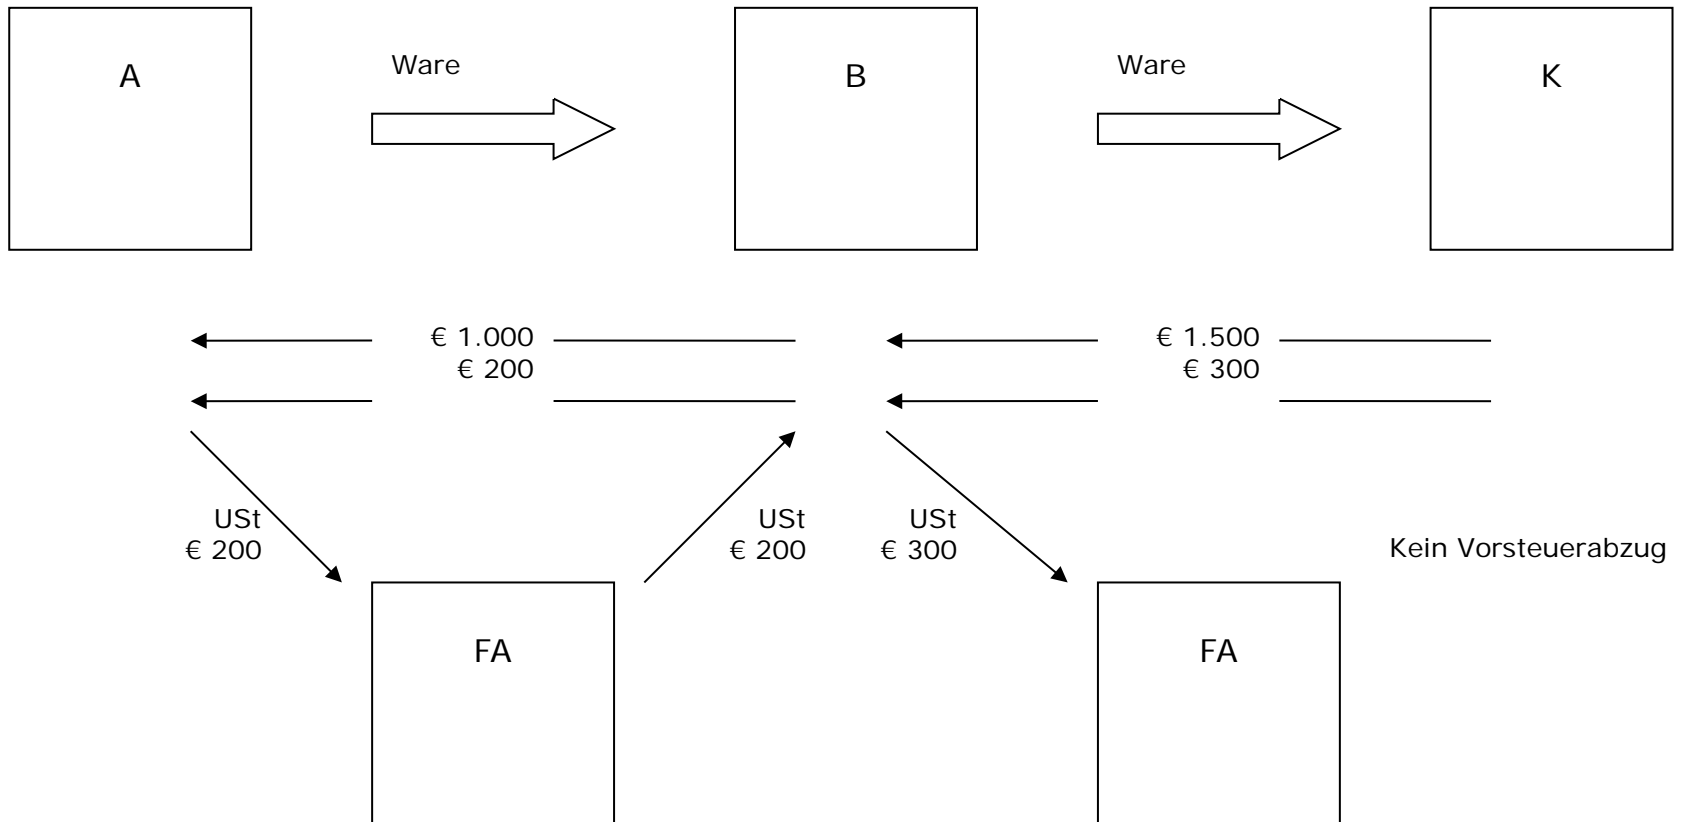 A
Ware
B
Ware
K
€ 1.000
€ 200
€ 1.500
€ 300
USt
€ 200
USt
€ 200
USt
€ 300
Kein Vorsteuerabzug
FA
FA